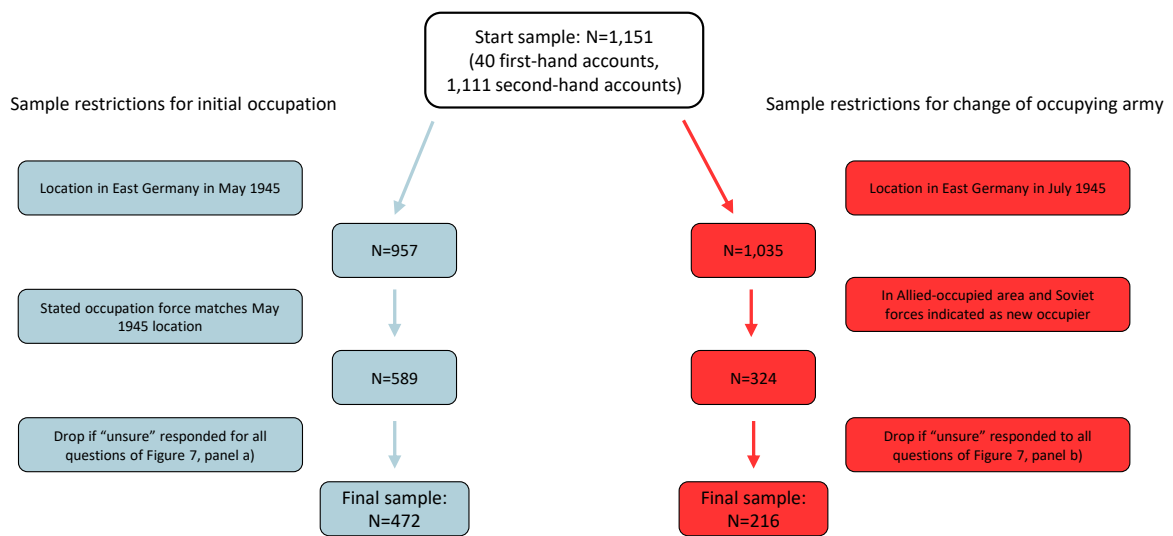 Start sample: N=1,151
(40 first-hand accounts,
1,111 second-hand accounts)
Sample restrictions for initial occupation
Sample restrictions for change of occupying army
Location in East Germany in May 1945
Location in East Germany in July 1945
N=957
N=1,035
Stated occupation force matches May
1945 location
In Allied-occupied area and Soviet
forces indicated as new occupier
N=589
N=324
Drop if “unsure” responded for all
questions of Figure 7, panel a)
Drop if “unsure” responded to all
questions of Figure 7, panel b)
Final sample:
N=472
Final sample:
N=216